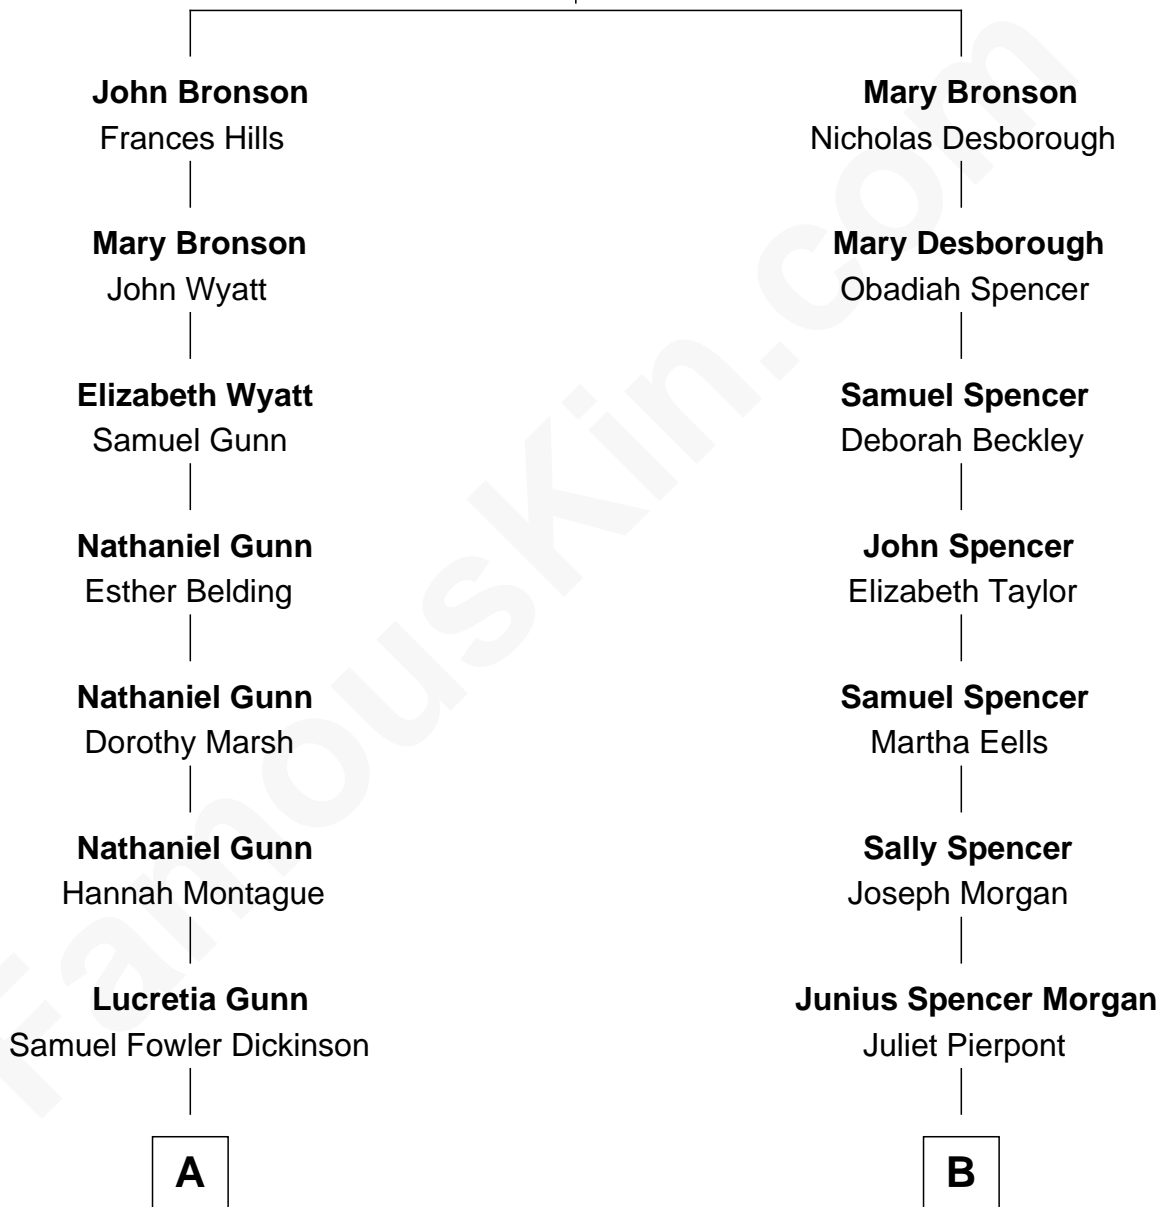 John Bronson
Frances Hills
Mary Bronson
John Wyatt
Elizabeth Wyatt
Samuel Gunn
Nathaniel Gunn
Esther Belding
Nathaniel Gunn
Dorothy Marsh
Nathaniel Gunn
Hannah Montague
Lucretia Gunn
Samuel Fowler Dickinson
A
Mary Bronson
Nicholas Desborough
Mary Desborough
Obadiah Spencer
Samuel Spencer
Deborah Beckley
John Spencer
Elizabeth Taylor
Samuel Spencer
Martha Eells
Sally Spencer
Joseph Morgan
Junius Spencer Morgan
Juliet Pierpont
B
FamousKin.com